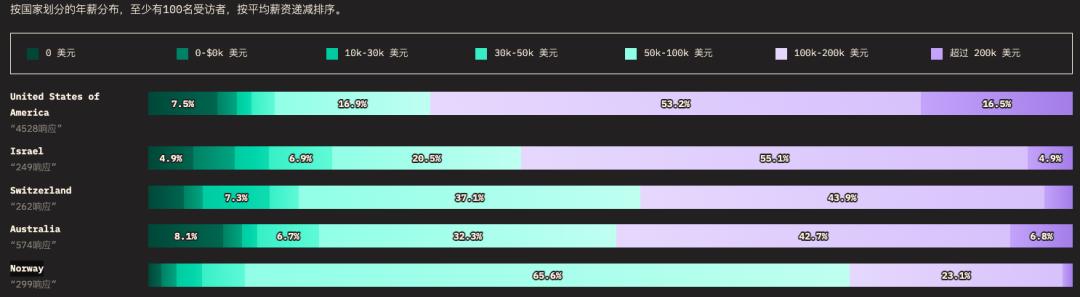 按国家划分的年薪分布，至少有100名受访者，按平均薪资递减排序。
0 美元
0-$0k 美元
10k-30k 美元
30k-50k 美元
50k-100k 美元
100k-200k 美元
超过 200k 美元
United States of
America
“4528响应”
7.5% 16.9% 53.2% 16.5%
Israel
“249响应”
4.9% 6.9% 20.5% 55.1% 4.9%
Switzerland
“262响应”
7.3% 37.1% 43.9%
Australia
“574响应”
8.1% 6.7% 32.3% 42.7% 6.8%
Norway
“299响应”
65.6% 23.1%